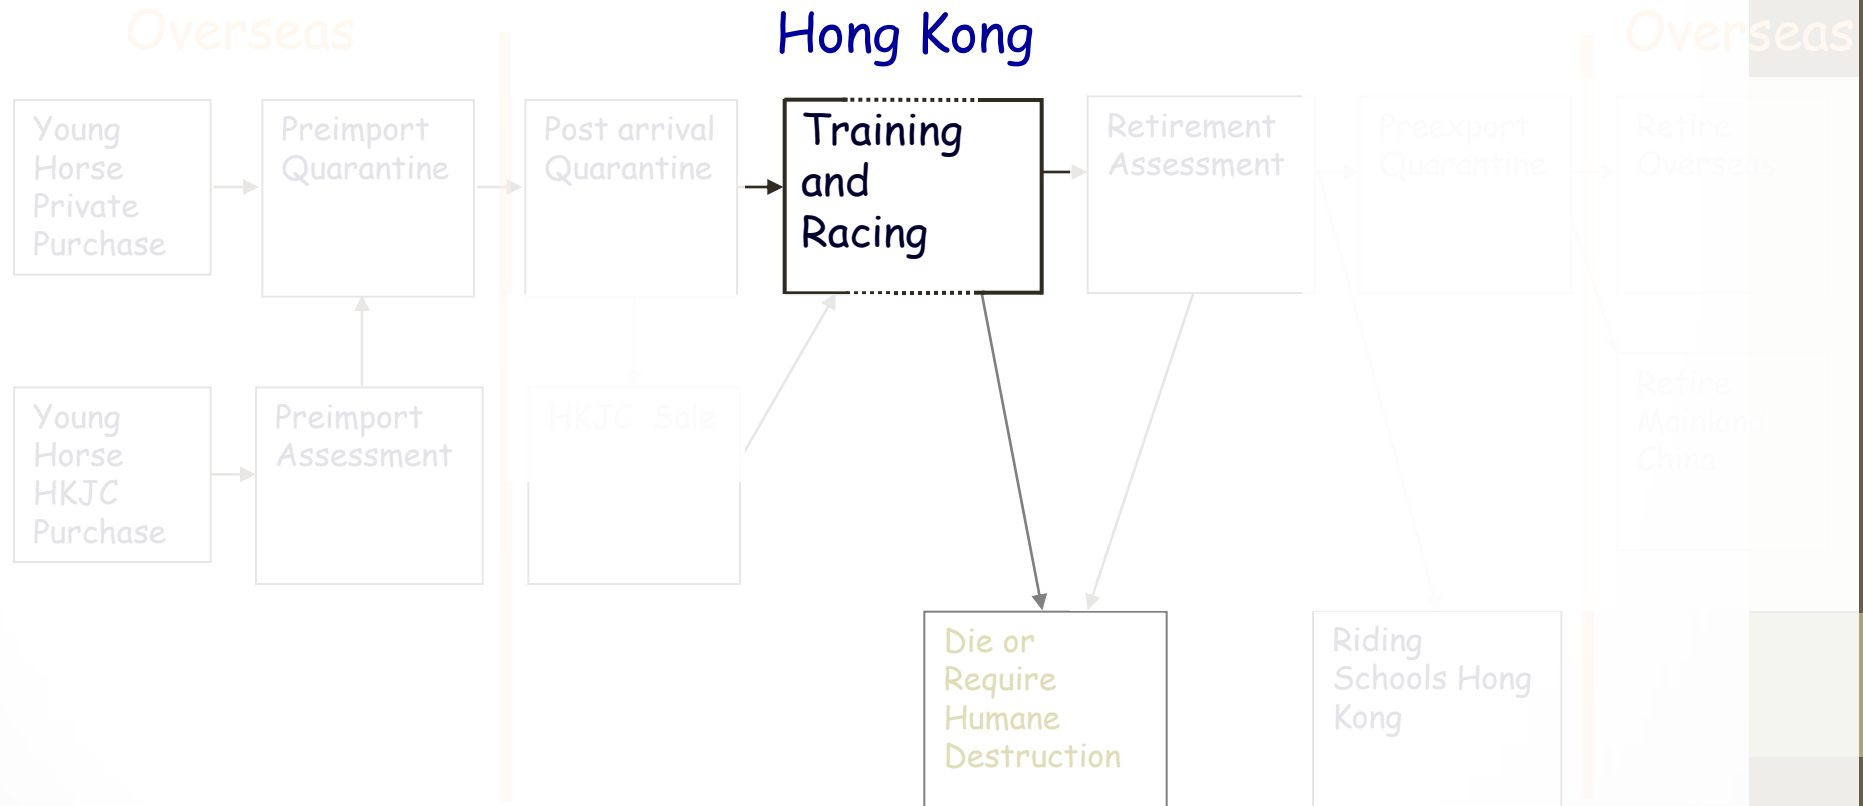 Overseas
Hong Kong
Overseas
Young
Horse
Private
Purchase
Preimport
Quarantine
Post arrival
Quarantine
Training
and
Racing
Retirement
Assessment
Preexport
Quarantine
Retire
Overseas
Young
Horse
HKJC
Purchase
Preimport
Assessment
HKJC Sale
Retire
Mainland
China
Die or
Require
Humane
Destruction
Riding
Schools Hong
Kong